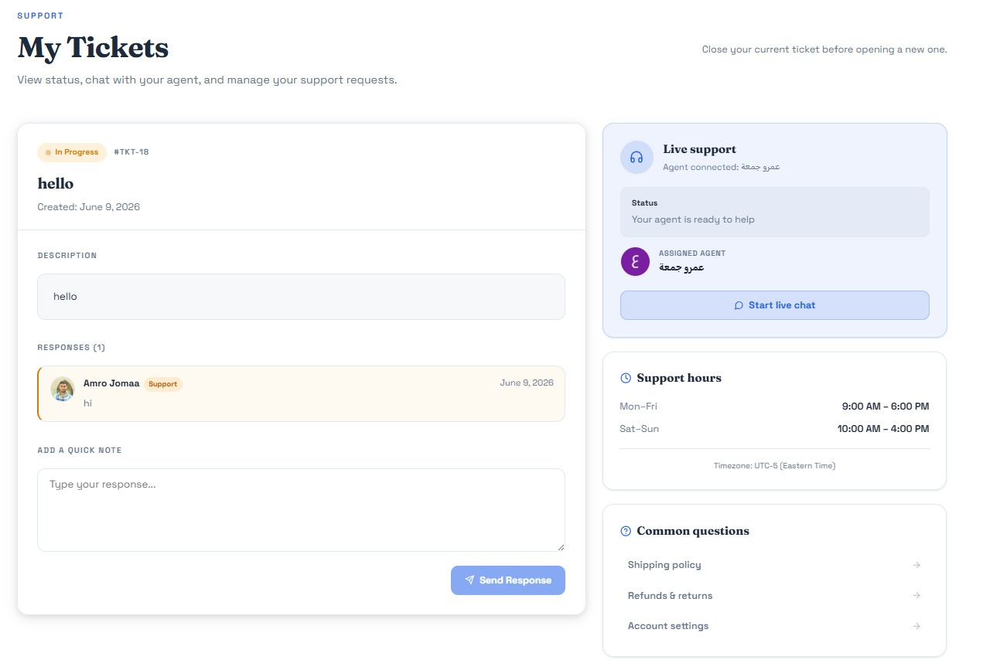 SUPPORT
My Tickets
Close your current ticket before opening a new one.
View status, chat with your agent, and manage your support requests.
In Progress #TKT-18
hello
Created: June 9, 2026
DESCRIPTION
hello
RESPONSES (1)
Amro Jomaa Support June 9, 2026
hi
ADD A QUICK NOTE
Type your response...
Send Response
Live support
Agent connected: عمرو جمعة
Status
Your agent is ready to help
ع
ASSIGNED AGENT
عمرو جمعة
Start live chat
Support hours
Mon–Fri 9:00 AM – 6:00 PM
Sat–Sun 10:00 AM – 4:00 PM
Timezone: UTC-5 (Eastern Time)
Common questions
Shipping policy
Refunds & returns
Account settings